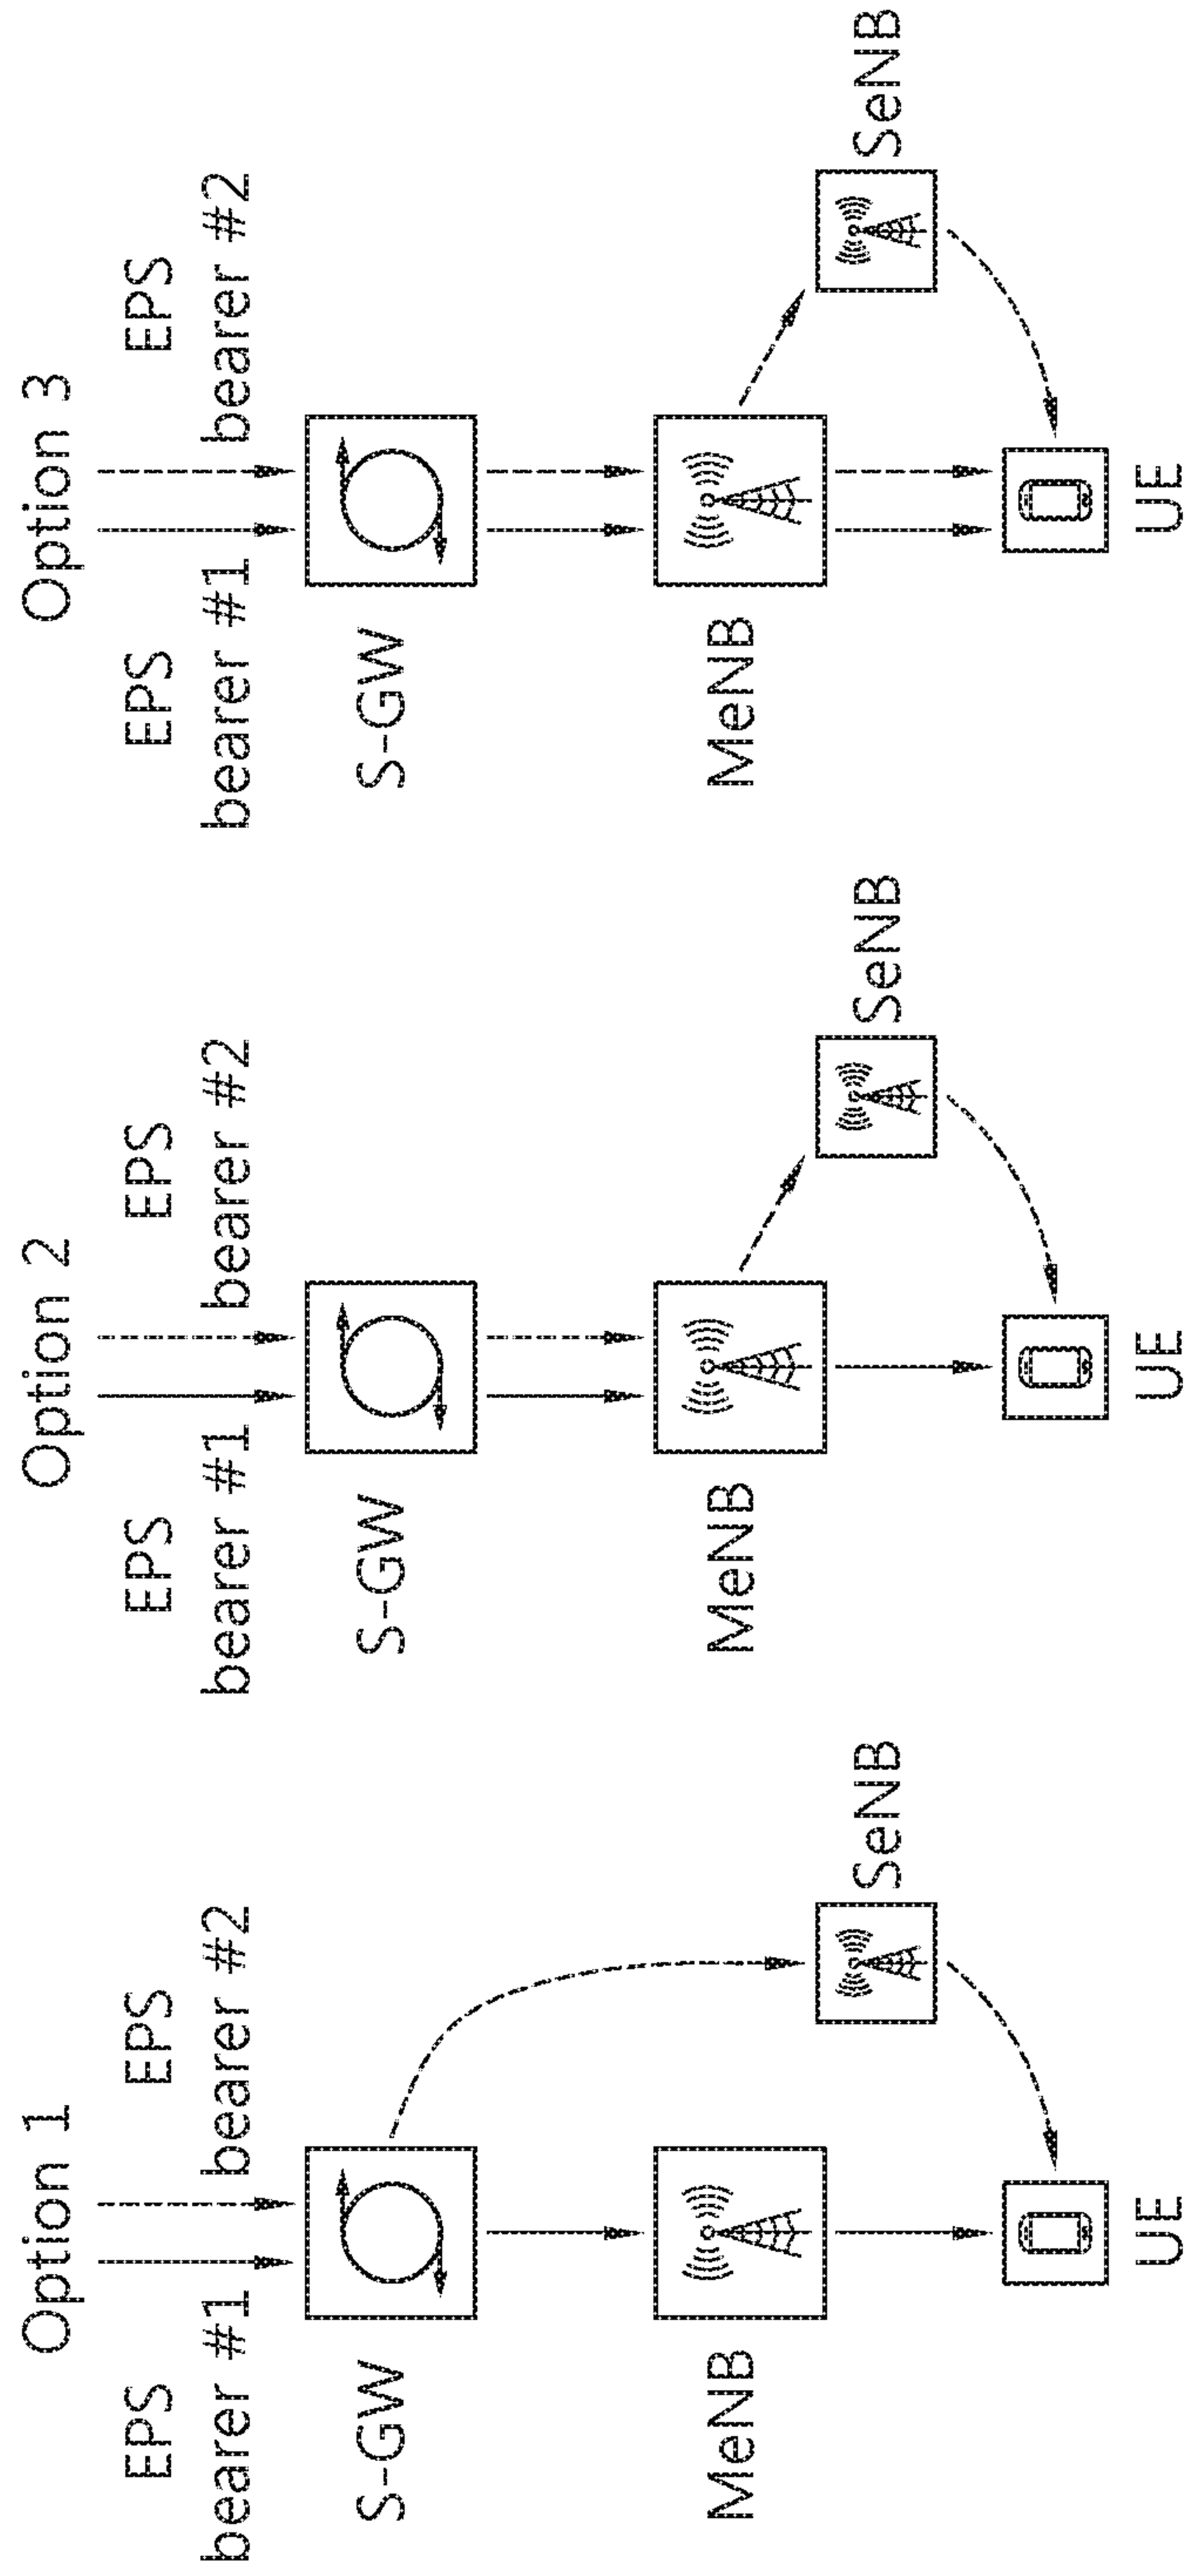 Option 1
EPS
bearer #1
EPS
bearer #2
S-GW
MeNB
SeNB
UE
Option 2
EPS
bearer #1
EPS
bearer #2
S-GW
MeNB
SeNB
UE
Option 3
EPS
bearer #1
EPS
bearer #2
S-GW
MeNB
SeNB
UE